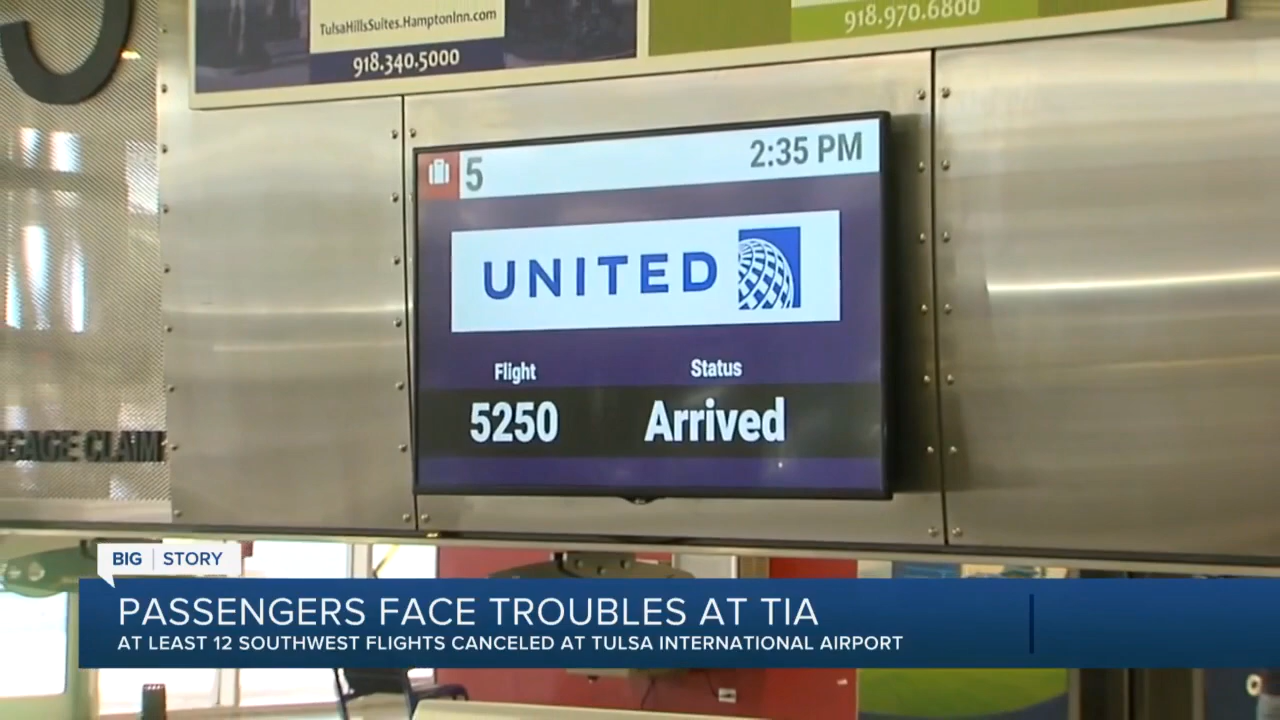 TulsaHillsSuites.HamptonInn.com
918.340.5000
918.970.6800
5
2:35 PM
UNITED
Flight
Status
5250
Arrived
GGAGE CLAIM
BIG STORY
PASSENGERS FACE TROUBLES AT TIA
AT LEAST 12 SOUTHWEST FLIGHTS CANCELED AT TULSA INTERNATIONAL AIRPORT